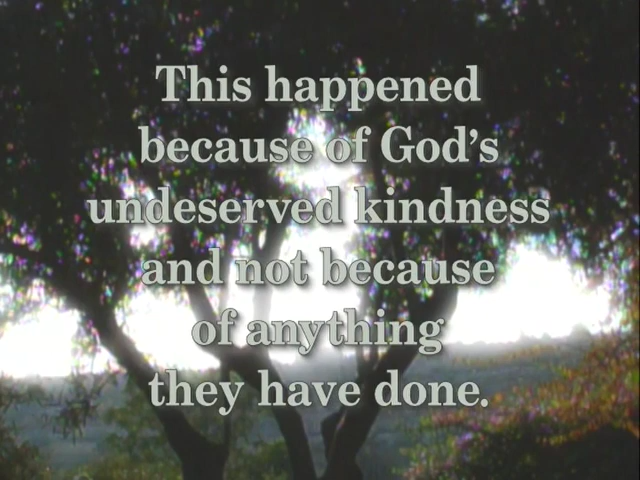 This happened
because of God's
undeserved kindness
and not because
of anything
they have done.